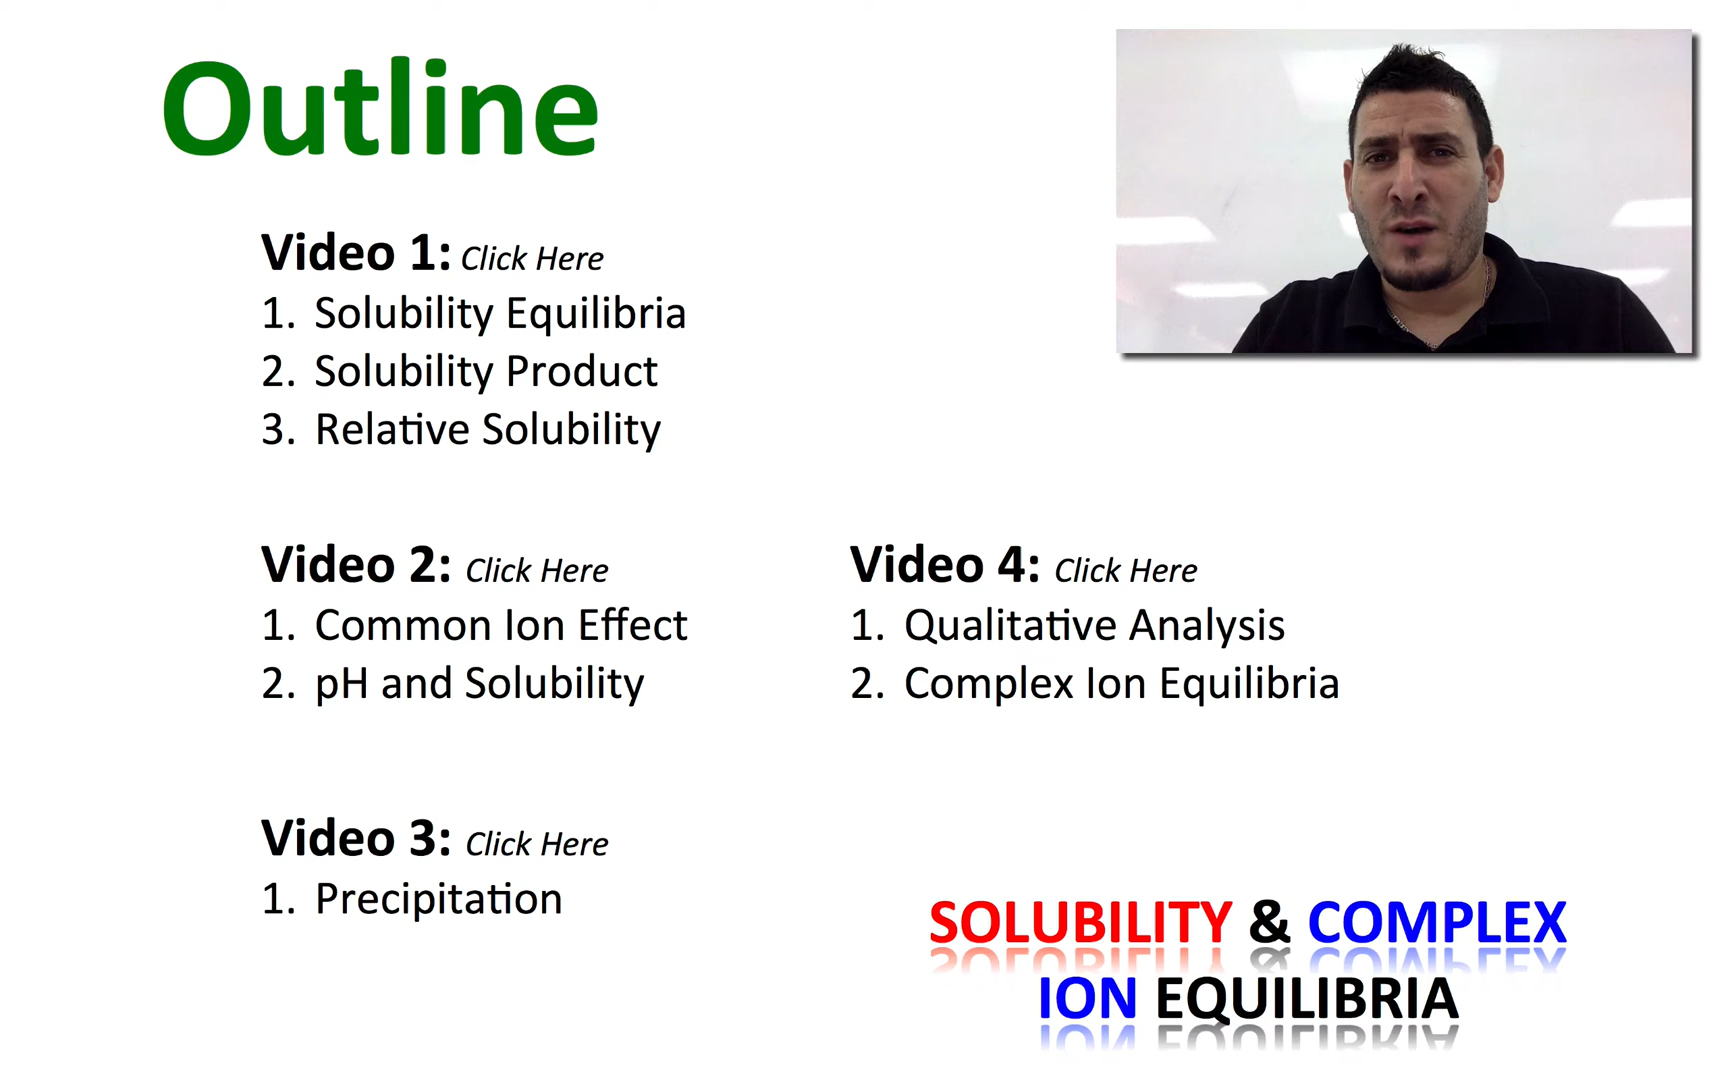 Outline
Video 1: Click Here
1. Solubility Equilibria
2. Solubility Product
3. Relative Solubility
Video 2: Click Here
1. Common Ion Effect
2. pH and Solubility
Video 3: Click Here
1. Precipitation
Video 4: Click Here
1. Qualitative Analysis
2. Complex Ion Equilibria
SOLUBILITY & COMPLEX
ION EQUILIBRIA